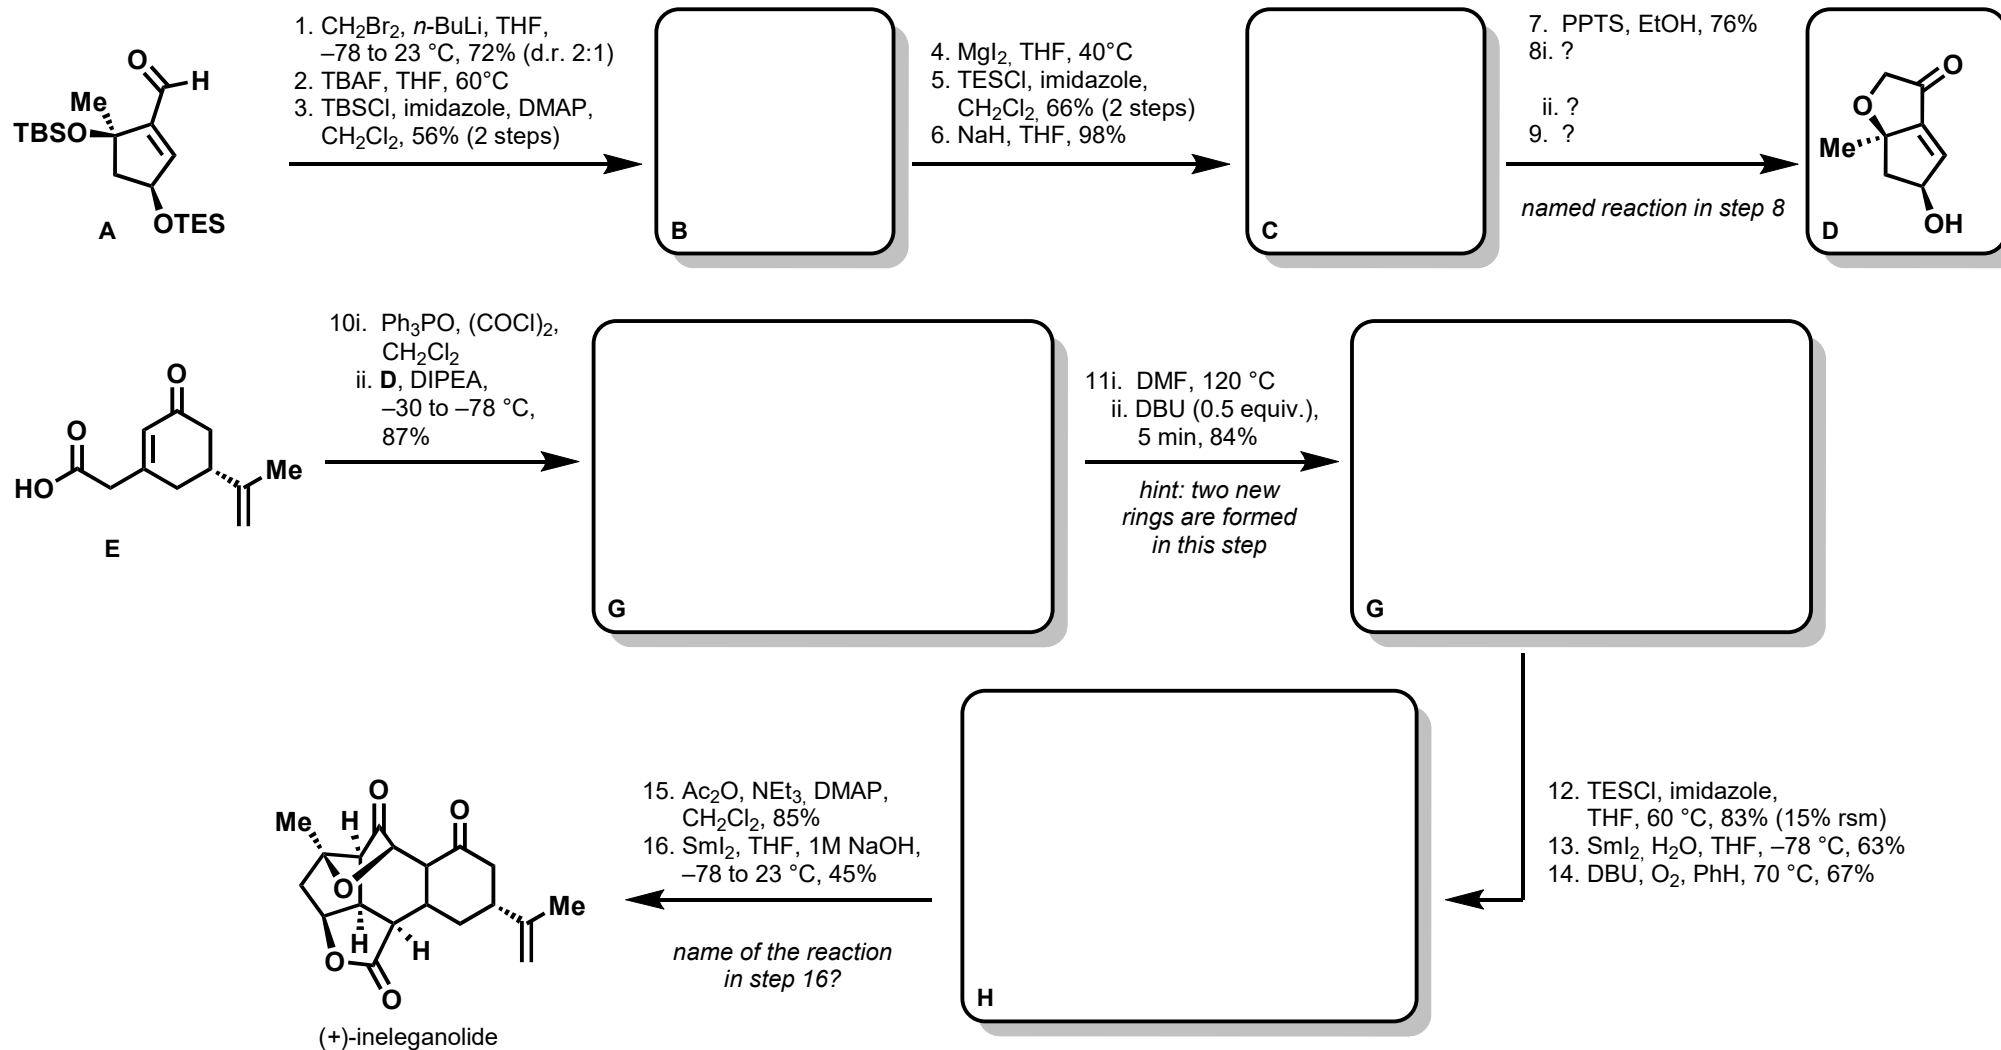 1. CH2Br2, n-BuLi, THF,
–78 to 23 °C, 72% (d.r. 2:1)
2. TBAF, THF, 60°C
3. TBSCl, imidazole, DMAP,
CH2Cl2, 56% (2 steps)
O
H
Me
TBSO
OTES
A
B
4. MgI2, THF, 40°C
5. TESCl, imidazole,
CH2Cl2, 66% (2 steps)
6. NaH, THF, 98%
C
7. PPTS, EtOH, 76%
8i. ?
ii. ?
9. ?
named reaction in step 8
O
O
Me
OH
D
O
O
HO
Me
E
10i. Ph3PO, (COCl)2,
CH2Cl2
ii. D, DIPEA,
–30 to –78 °C,
87%
G
11i. DMF, 120 °C
ii. DBU (0.5 equiv.),
5 min, 84%
hint: two new
rings are formed
in this step
G
12. TESCl, imidazole,
THF, 60 °C, 83% (15% rsm)
13. SmI2, H2O, THF, –78 °C, 63%
14. DBU, O2, PhH, 70 °C, 67%
H
15. Ac2O, NEt3, DMAP,
CH2Cl2, 85%
16. SmI2, THF, 1M NaOH,
–78 to 23 °C, 45%
name of the reaction
in step 16?
O
O
Me
H
O
Me
H
H
O
O
(+)-ineleganolide